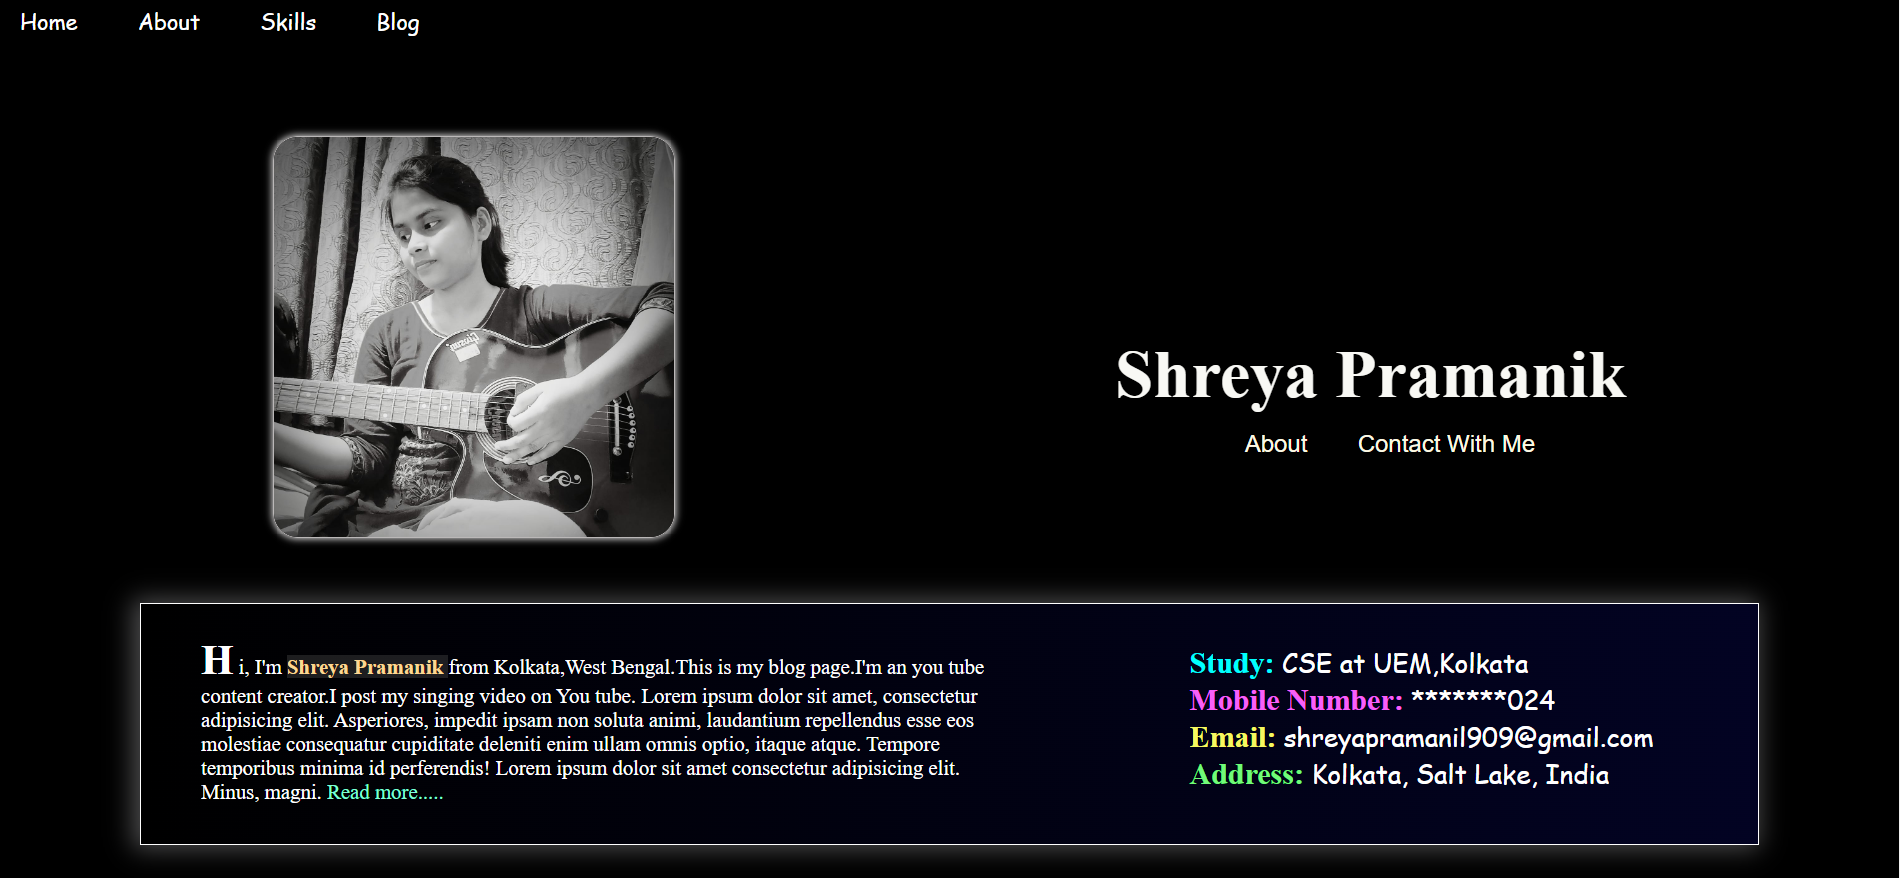 Home About Skills Blog
Shreya Pramanik
About Contact With Me
Hi, I'm Shreya Pramanik from Kolkata,West Bengal.This is my blog page.I'm an you tube
content creator.I post my singing video on You tube. Lorem ipsum dolor sit amet, consectetur
adipisicing elit. Asperiores, impedit ipsam non soluta animi, laudantium repellendus esse eos
molestiae consequatur cupiditate deleniti enim ullam omnis optio, itaque atque. Tempore
temporibus minima id perferendis! Lorem ipsum dolor sit amet consectetur adipisicing elit.
Minus, magni. Read more.....
Study: CSE at UEM,Kolkata
Mobile Number: *******024
Email: shreyapramanil909@gmail.com
Address: Kolkata, Salt Lake, India